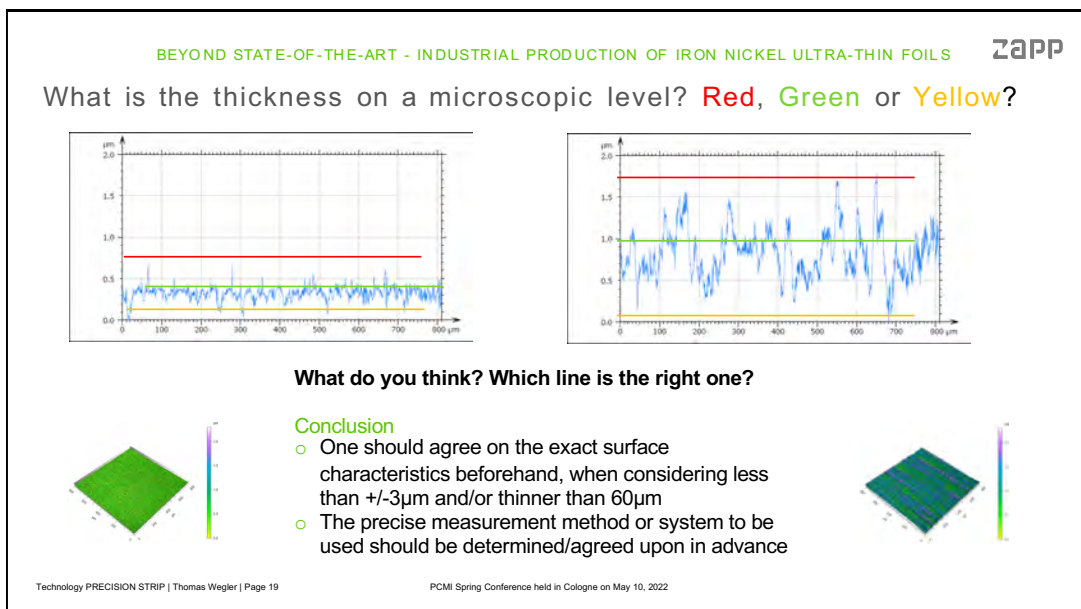 BEYOND STATE-OF-THE-ART - INDUSTRIAL PRODUCTION OF IRON NICKEL ULTRA-THIN FOILS
zapp
What is the thickness on a microscopic level? Red, Green or Yellow?
µm
2.0
1.5
1.0
0.5
0.0
0 100 200 300 400 500 600 700 800 µm
µm
2.0
1.5
1.0
0.5
0.0
0 100 200 300 400 500 600 700 800 µm
What do you think? Which line is the right one?
Conclusion
o One should agree on the exact surface
characteristics beforehand, when considering less
than +/-3µm and/or thinner than 60µm
o The precise measurement method or system to be
used should be determined/agreed upon in advance
Technology PRECISION STRIP | Thomas Wegler | Page 19
PCMI Spring Conference held in Cologne on May 10, 2022